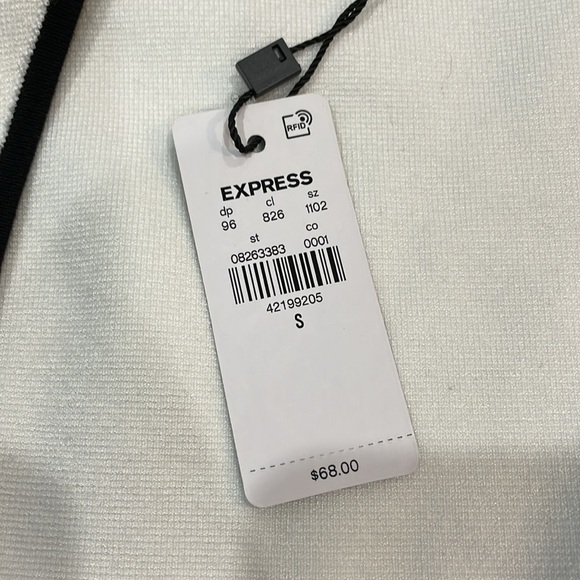 RFID
EXPRESS
dp cl sz
96 826 1102
st co
08263383 0001
42199205
S
$68.00